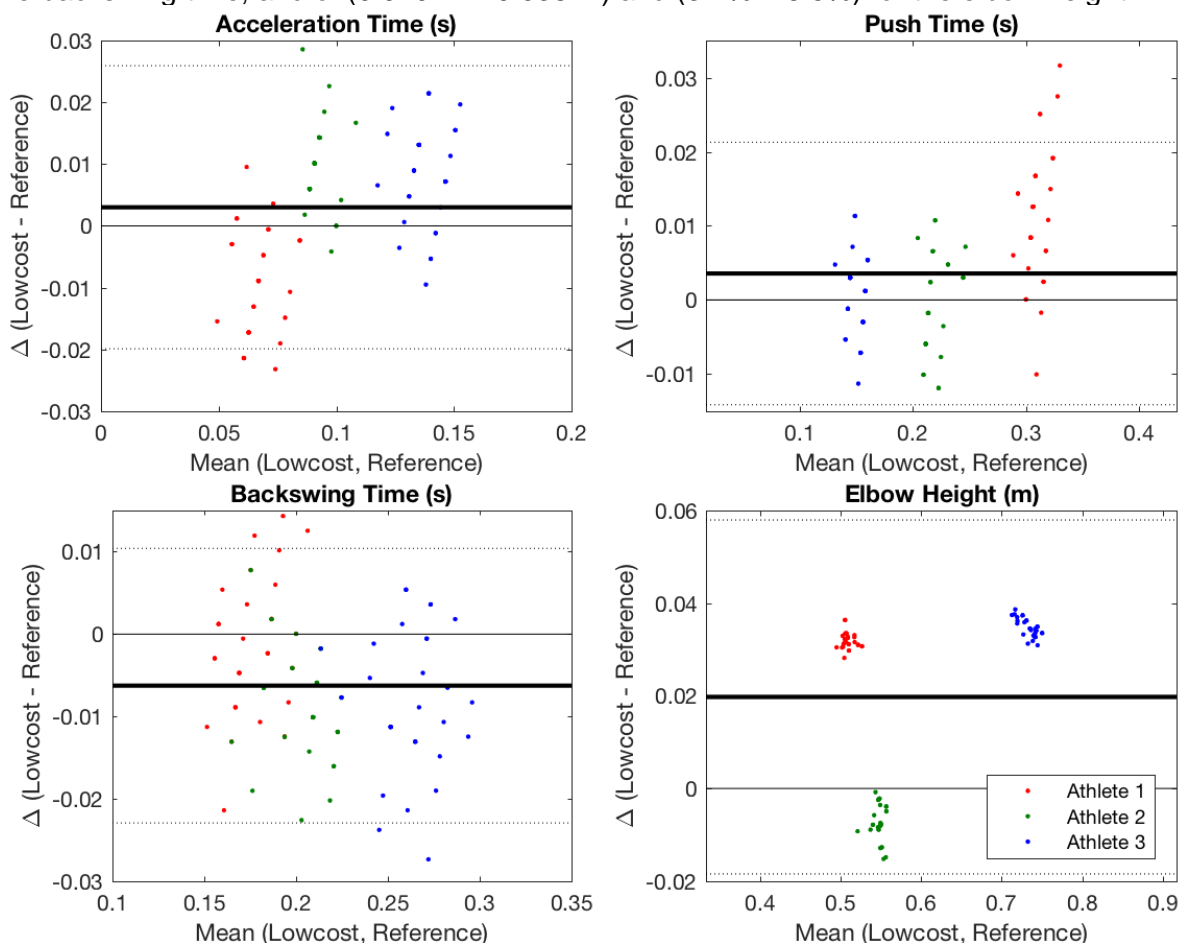 Acceleration Time (s)
0.03
0.02
0.01
0
-0.01
-0.02
-0.03
0
0.05
0.1
0.15
0.2
Δ (Lowcost - Reference)
Mean (Lowcost, Reference)
Push Time (s)
0.03
0.02
0.01
0
-0.01
0.1
0.2
0.3
0.4
Δ (Lowcost - Reference)
Mean (Lowcost, Reference)
Backswing Time (s)
0.01
0
-0.01
-0.02
-0.03
0.1
0.15
0.2
0.25
0.3
0.35
Δ (Lowcost - Reference)
Mean (Lowcost, Reference)
Elbow Height (m)
0.06
0.04
0.02
0
-0.02
0.4
0.5
0.6
0.7
0.8
0.9
Δ (Lowcost - Reference)
Mean (Lowcost, Reference)
Athlete 1
Athlete 2
Athlete 3